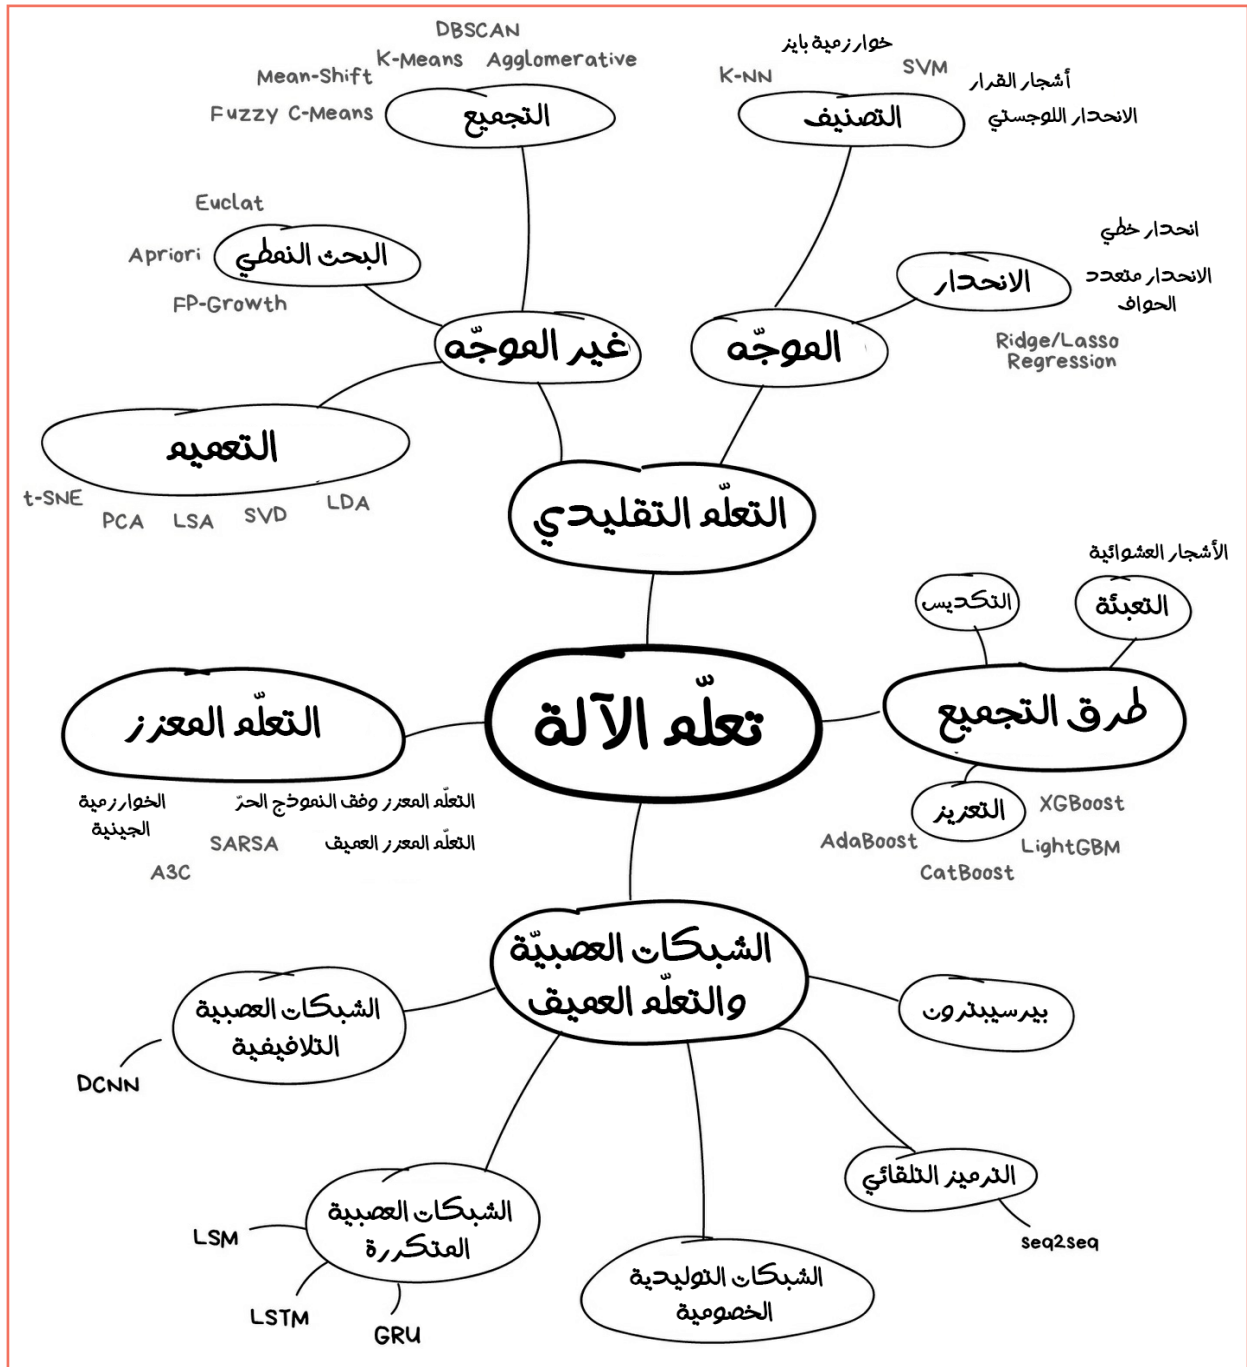 DBSCAN
K-Means
Agglomerative
Mean-Shift
Fuzzy C-Means
التجميع
خوارزمية بايز
K-NN
SVM
أشجار القرار
الانحدار اللوجستي
التصنيف
Euclat
Apriori
البحث النمطي
FP-Growth
انحدار خطي
الانحدار
الانحدار متعدد
الحواف
Ridge/Lasso
Regression
غير الموجّه
الموجّه
التعميم
t-SNE
PCA
LSA
SVD
LDA
التعلّم التقليدي
الأشجار العشوائية
التعبئة
التكديس
طرق التجميع
تعلّم الآلة
التعلّم المعزز
التعلّم المعزز وفق النموذج الحرّ
الخوارزمية
الجينية
التعلّم المعزز العميق
SARSA
A3C
التعزيز
XGBoost
AdaBoost
LightGBM
CatBoost
الشبكات العصبيّة
والتعلّم العميق
الشبكات العصبية
التلافيفية
DCNN
بيرسيبترون
الترميز التلقائي
seq2seq
الشبكات العصبية
المتكررة
LSM
LSTM
GRU
الشبكات التوليدية
الخصومية